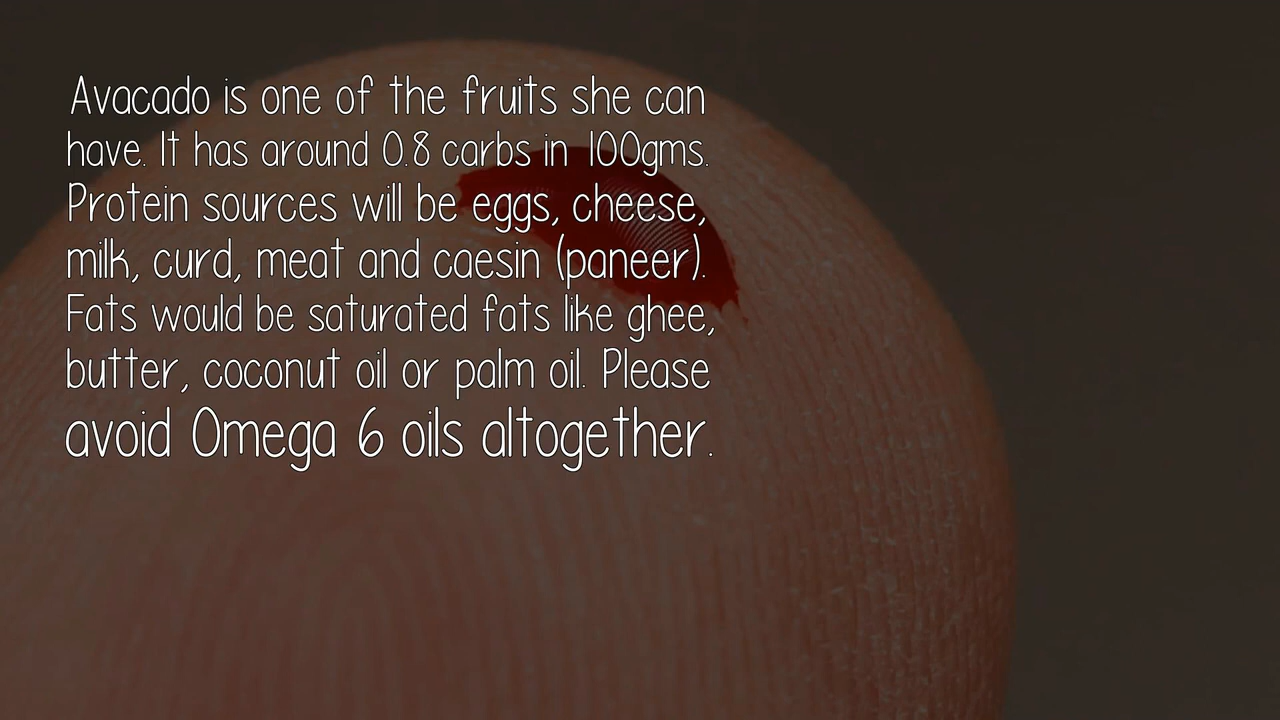 Avacado is one of the fruits she can
have. It has around 0.8 carbs in 100gms.
Protein sources will be eggs, cheese,
milk, curd, meat and caesin (paneer).
Fats would be saturated fats like ghee,
butter, coconut oil or palm oil. Please
avoid Omega 6 oils altogether.